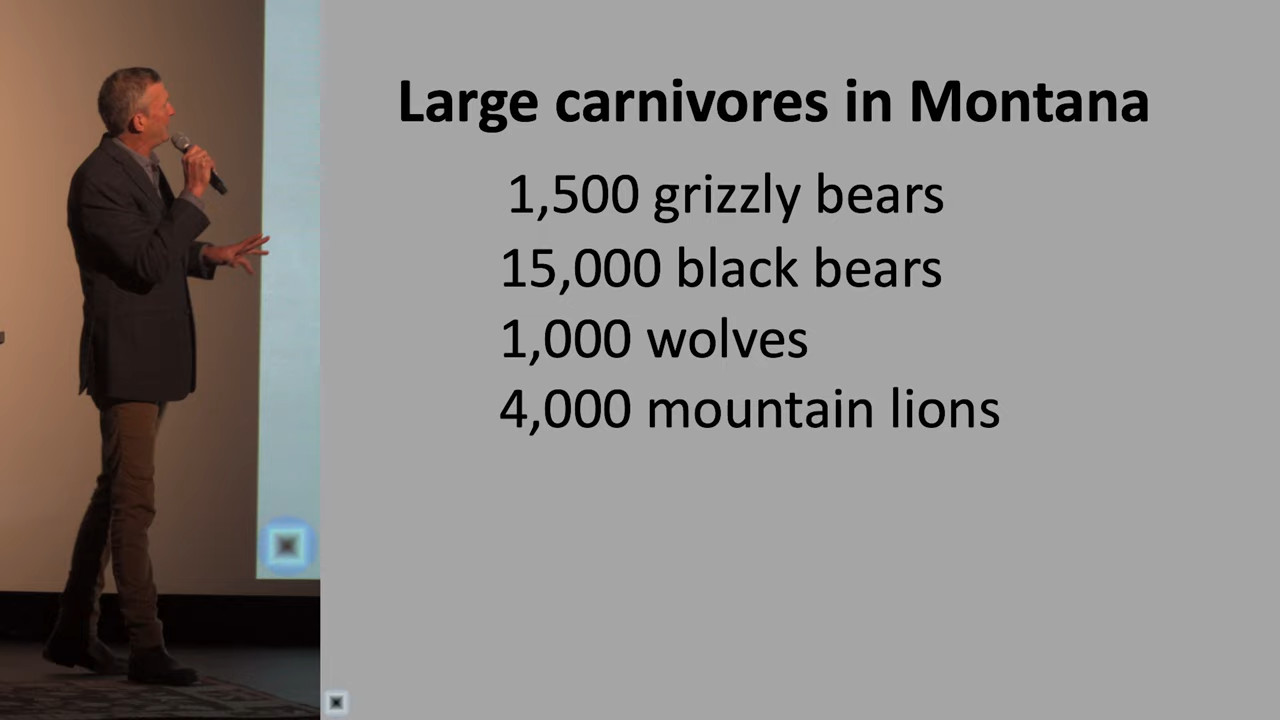 Large carnivores in Montana
1,500 grizzly bears
15,000 black bears
1,000 wolves
4,000 mountain lions